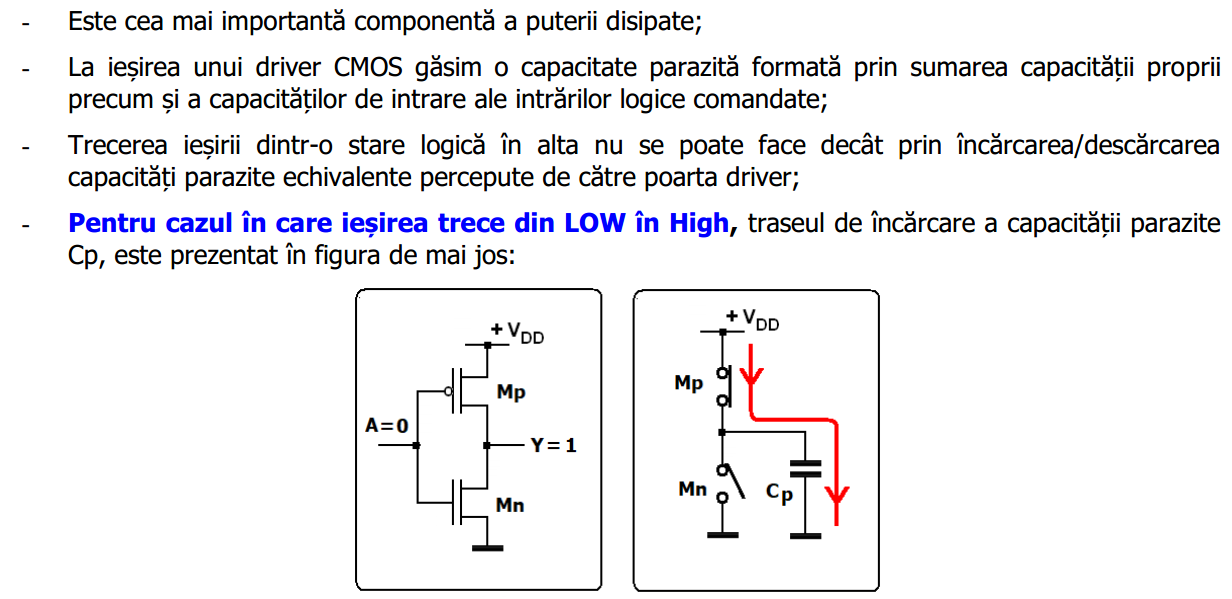 - Este cea mai importantă componentă a puterii disipate;
- La ieșirea unui driver CMOS găsim o capacitate parazită formată prin sumarea capacității proprii
precum și a capacităților de intrare ale intrărilor logice comandate;
- Trecerea ieșirii dintr-o stare logică în alta nu se poate face decât prin încărcarea/descărcarea
capacități parazite echivalente percepute de către poarta driver;
- Pentru cazul în care ieșirea trece din LOW în High, traseul de încărcare a capacității parazite
Cp, este prezentat în figura de mai jos:
+ VDD
Mp
A=0
Y = 1
Mn
+ VDD
Mp
Mn
Cp